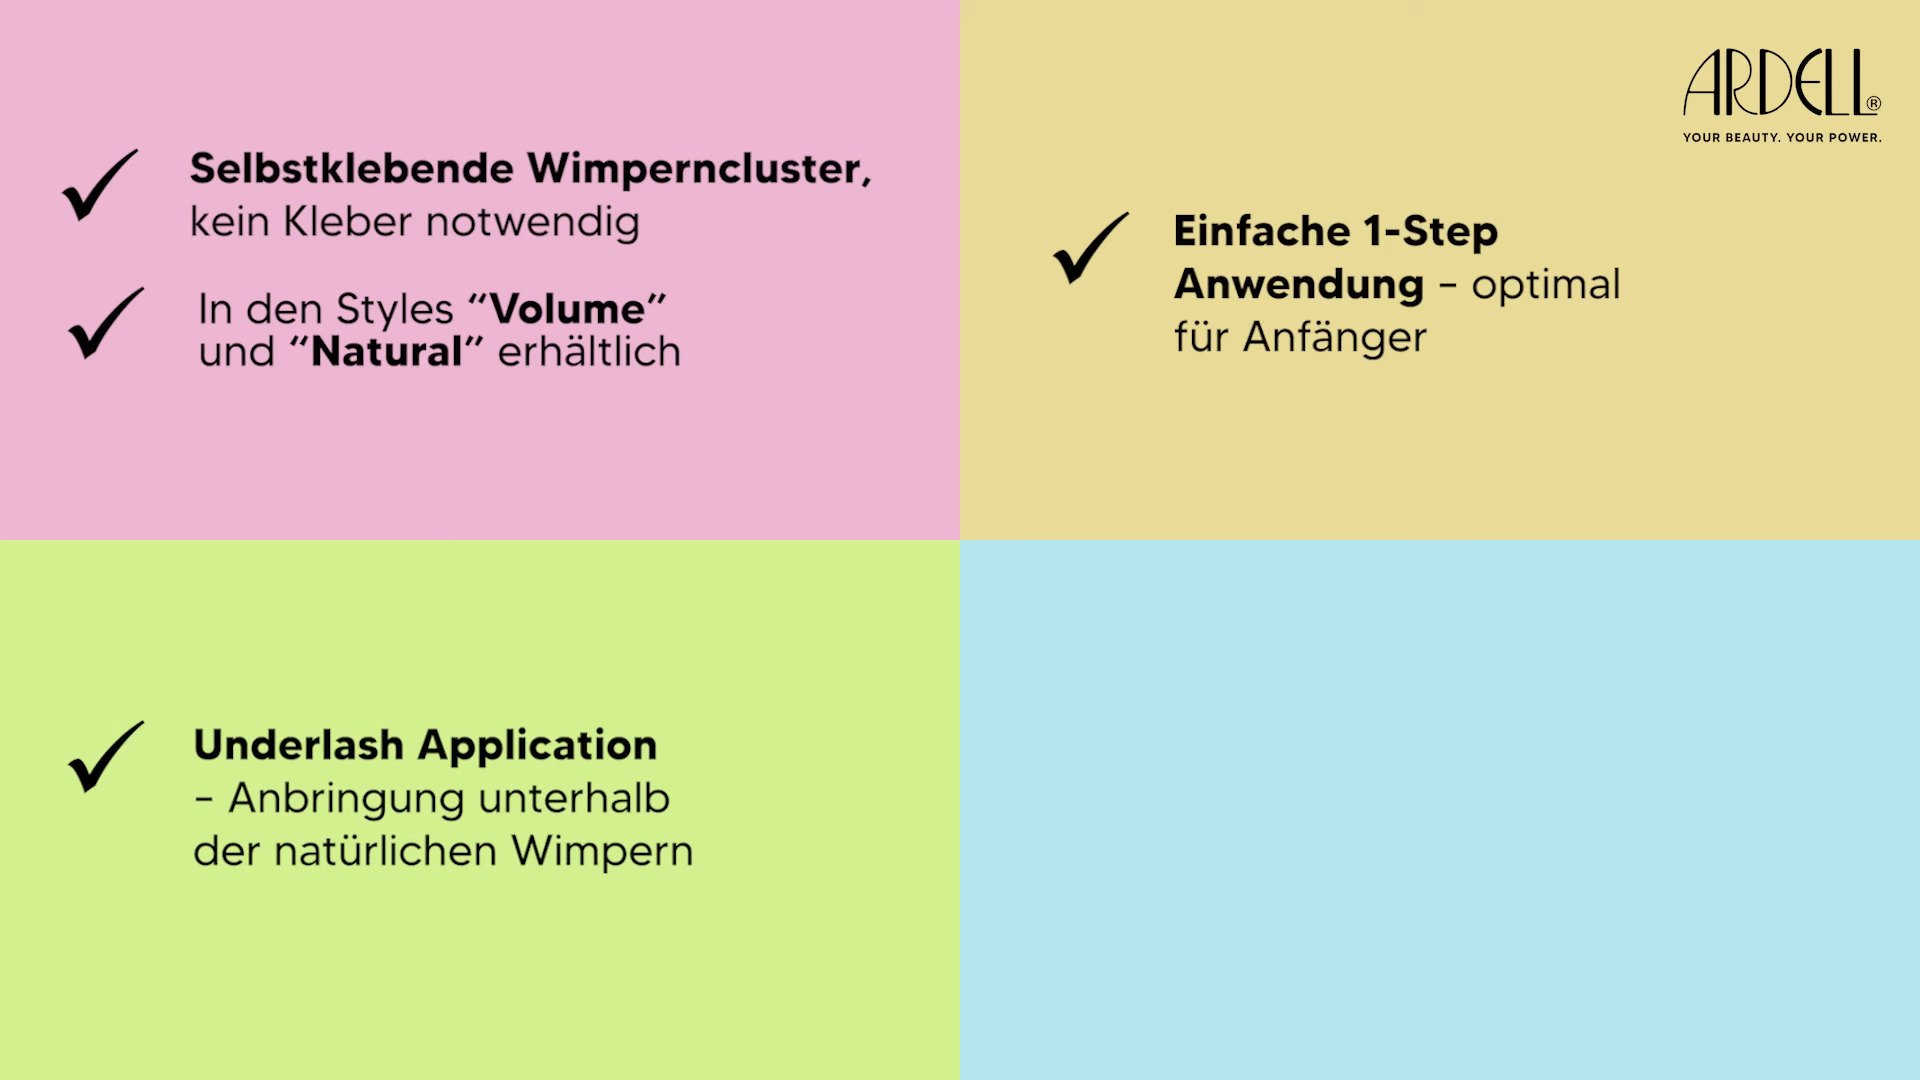 Selbstklebende Wimperncluster,
kein Kleber notwendig
In den Styles “Volume”
und “Natural” erhältlich
ARDELL®
YOUR BEAUTY. YOUR POWER.
Einfache 1-Step
Anwendung – optimal
für Anfänger
Underlash Application
– Anbringung unterhalb
der natürlichen Wimpern